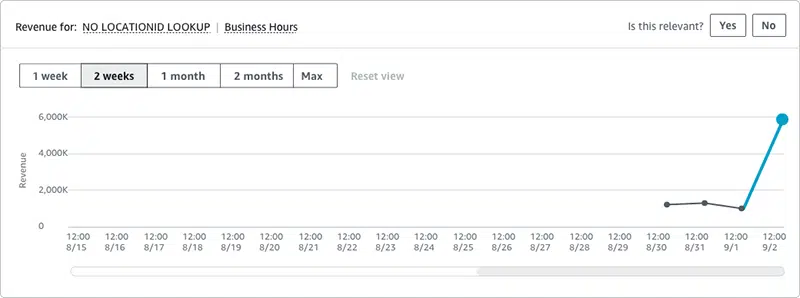 Revenue for: NO LOCATIONID LOOKUP | Business Hours
Is this relevant? Yes No
1 week 2 weeks 1 month 2 months Max Reset view
6,000K
4,000K
2,000K
0
Revenue
12:00 12:00 12:00 12:00 12:00 12:00 12:00 12:00 12:00 12:00 12:00 12:00 12:00 12:00 12:00 12:00 12:00 12:00 12:00
8/15 8/16 8/17 8/18 8/19 8/20 8/21 8/22 8/23 8/24 8/25 8/26 8/27 8/28 8/29 8/30 8/31 9/1 9/2